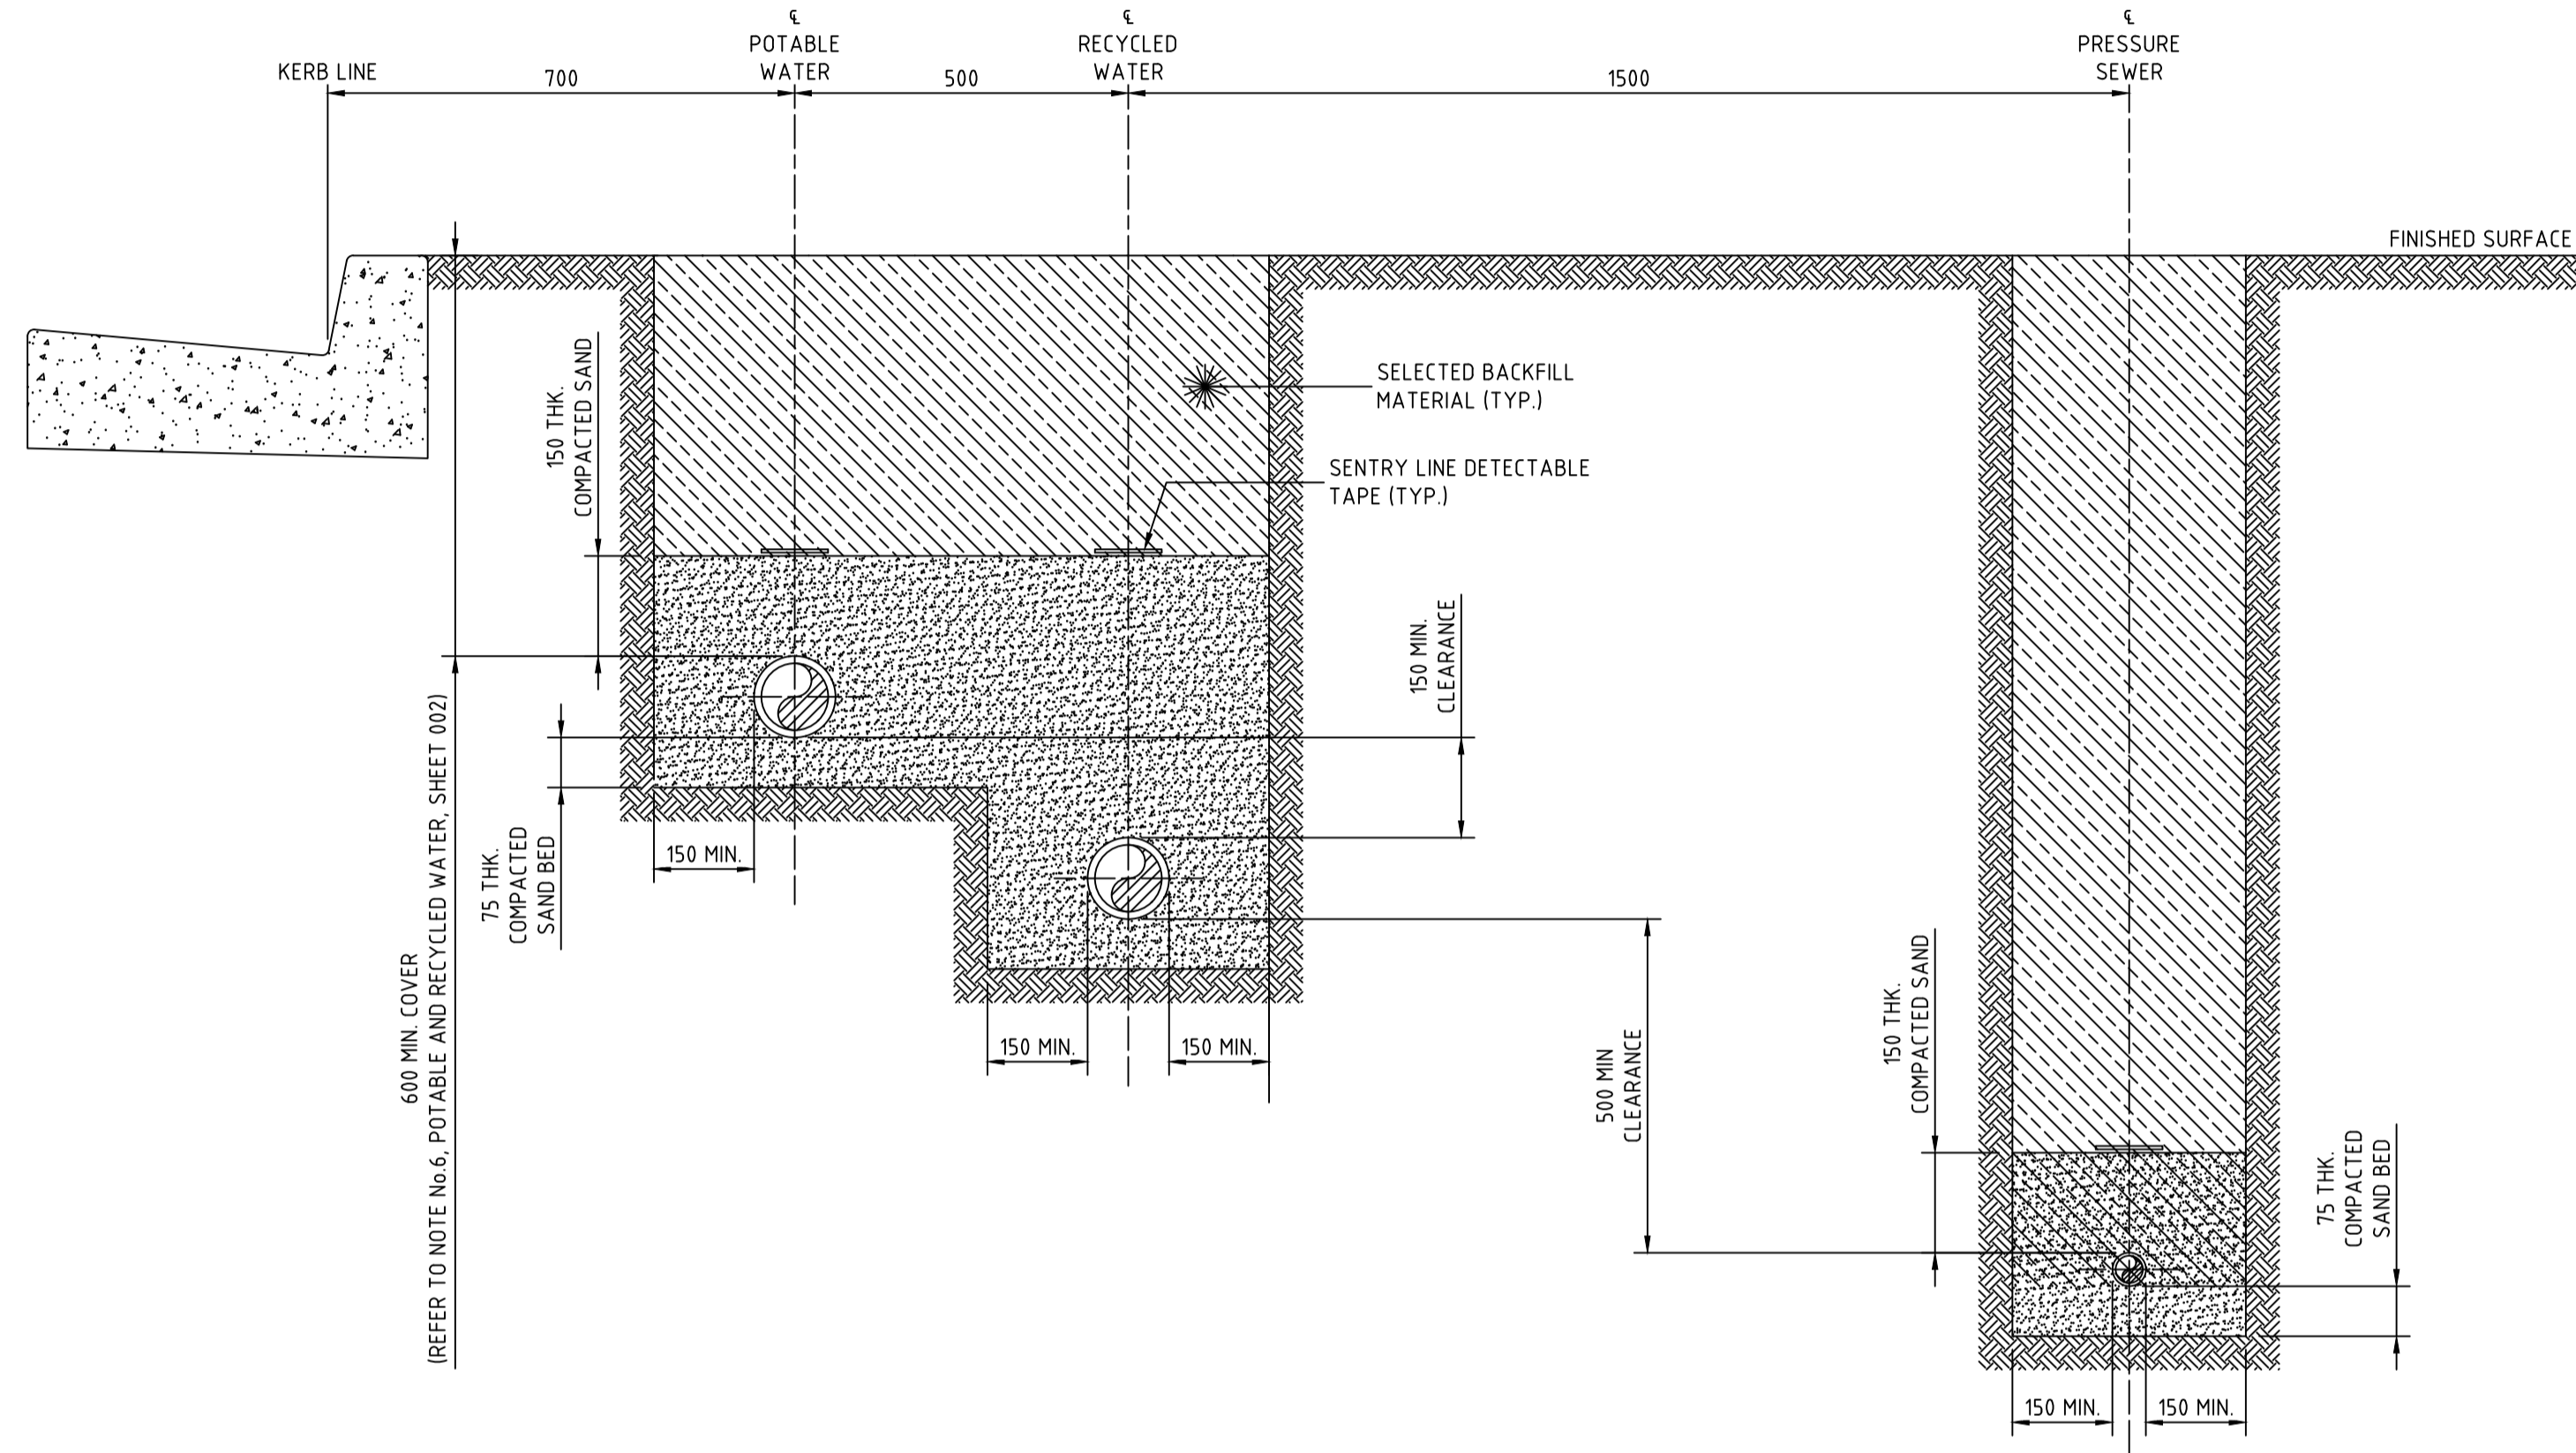 ℄
POTABLE
WATER
℄
RECYCLED
WATER
℄
PRESSURE
SEWER
KERB LINE
700
500
1500
FINISHED SURFACE
150 THK.
COMPACTED SAND
SELECTED BACKFILL
MATERIAL (TYP.)
SENTRY LINE DETECTABLE
TAPE (TYP.)
150 MIN.
CLEARANCE
600 MIN. COVER
(REFER TO NOTE No.6, POTABLE AND RECYCLED WATER, SHEET 002)
75 THK.
COMPACTED
SAND BED
150 MIN.
150 MIN.
150 MIN.
500 MIN
CLEARANCE
150 THK.
COMPACTED SAND
75 THK.
COMPACTED
SAND BED
150 MIN.
150 MIN.